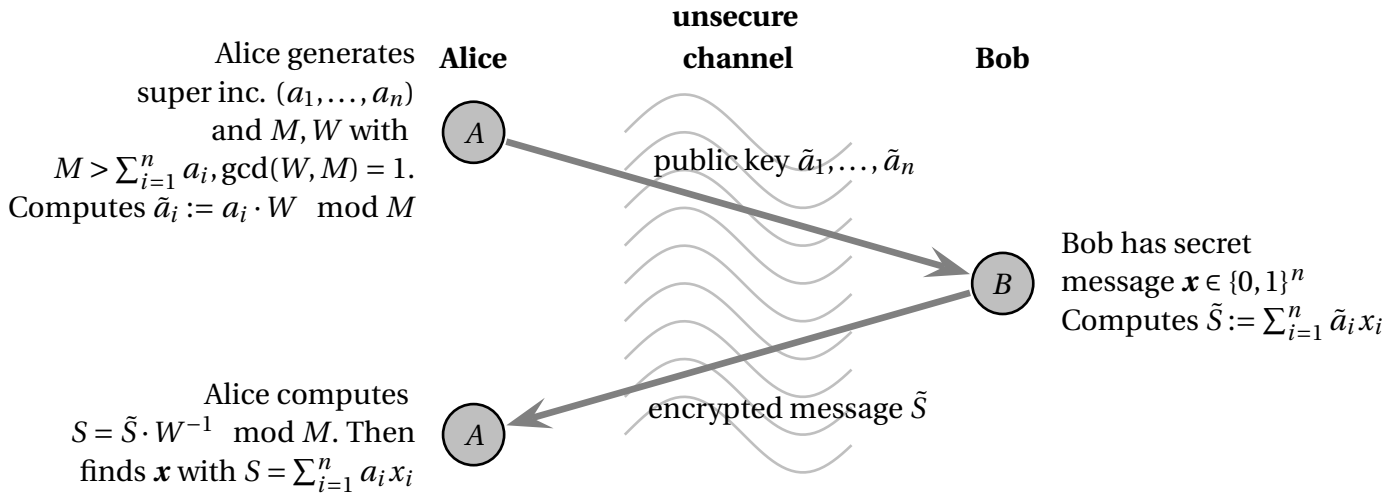 unsecure
channel
Alice
Bob
Alice generates
super inc. (a₁,…,aₙ)
and M,W with
M > ∑ⁿᵢ₌₁ aᵢ, gcd(W,M) = 1.
Computes ãᵢ := aᵢ · W mod M
A
public key ã₁,…,ãₙ
B
Bob has secret
message x ∈ {0,1}ⁿ
Computes S̃ := ∑ⁿᵢ₌₁ ãᵢxᵢ
encrypted message S̃
A
Alice computes
S = S̃ · W⁻¹ mod M. Then
finds x with S = ∑ⁿᵢ₌₁ aᵢxᵢ